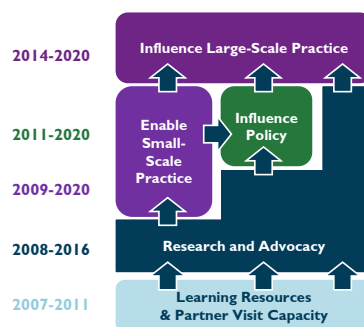 2014-2020
Influence Large-Scale Practice
2011-2020
Enable
Small-
Scale
Practice
Influence
Policy
2009-2020
2008-2016
Research and Advocacy
2007-2011
Learning Resources
& Partner Visit Capacity